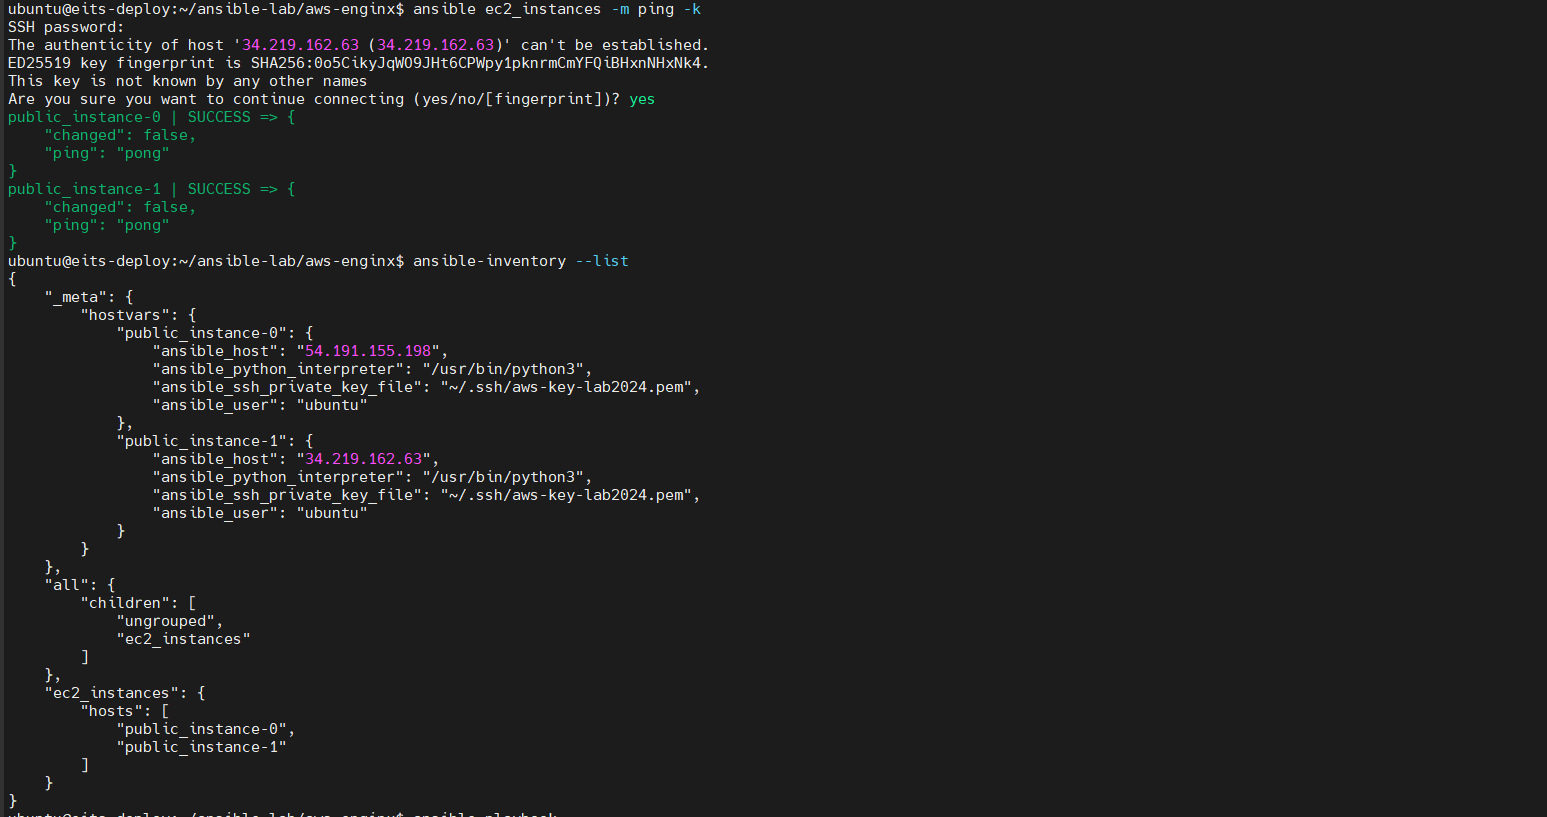 ubuntu@eits-deploy:~/ansible-lab/aws-enginx$ ansible ec2_instances -m ping -k
SSH password:
The authenticity of host '34.219.162.63 (34.219.162.63)' can't be established.
ED25519 key fingerprint is SHA256:0o5CikyJqWO9JHt6CPWpy1pknrmCmYFQiBHxnNHxNk4.
This key is not known by any other names
Are you sure you want to continue connecting (yes/no/[fingerprint])? yes
public_instance-0 | SUCCESS => {
    "changed": false,
    "ping": "pong"
}
public_instance-1 | SUCCESS => {
    "changed": false,
    "ping": "pong"
}
ubuntu@eits-deploy:~/ansible-lab/aws-enginx$ ansible-inventory --list
{
    "_meta": {
        "hostvars": {
            "public_instance-0": {
                "ansible_host": "54.191.155.198",
                "ansible_python_interpreter": "/usr/bin/python3",
                "ansible_ssh_private_key_file": "~/.ssh/aws-key-lab2024.pem",
                "ansible_user": "ubuntu"
            },
            "public_instance-1": {
                "ansible_host": "34.219.162.63",
                "ansible_python_interpreter": "/usr/bin/python3",
                "ansible_ssh_private_key_file": "~/.ssh/aws-key-lab2024.pem",
                "ansible_user": "ubuntu"
            }
        }
    },
    "all": {
        "children": [
            "ungrouped",
            "ec2_instances"
        ]
    },
    "ec2_instances": {
        "hosts": [
            "public_instance-0",
            "public_instance-1"
        ]
    }
}